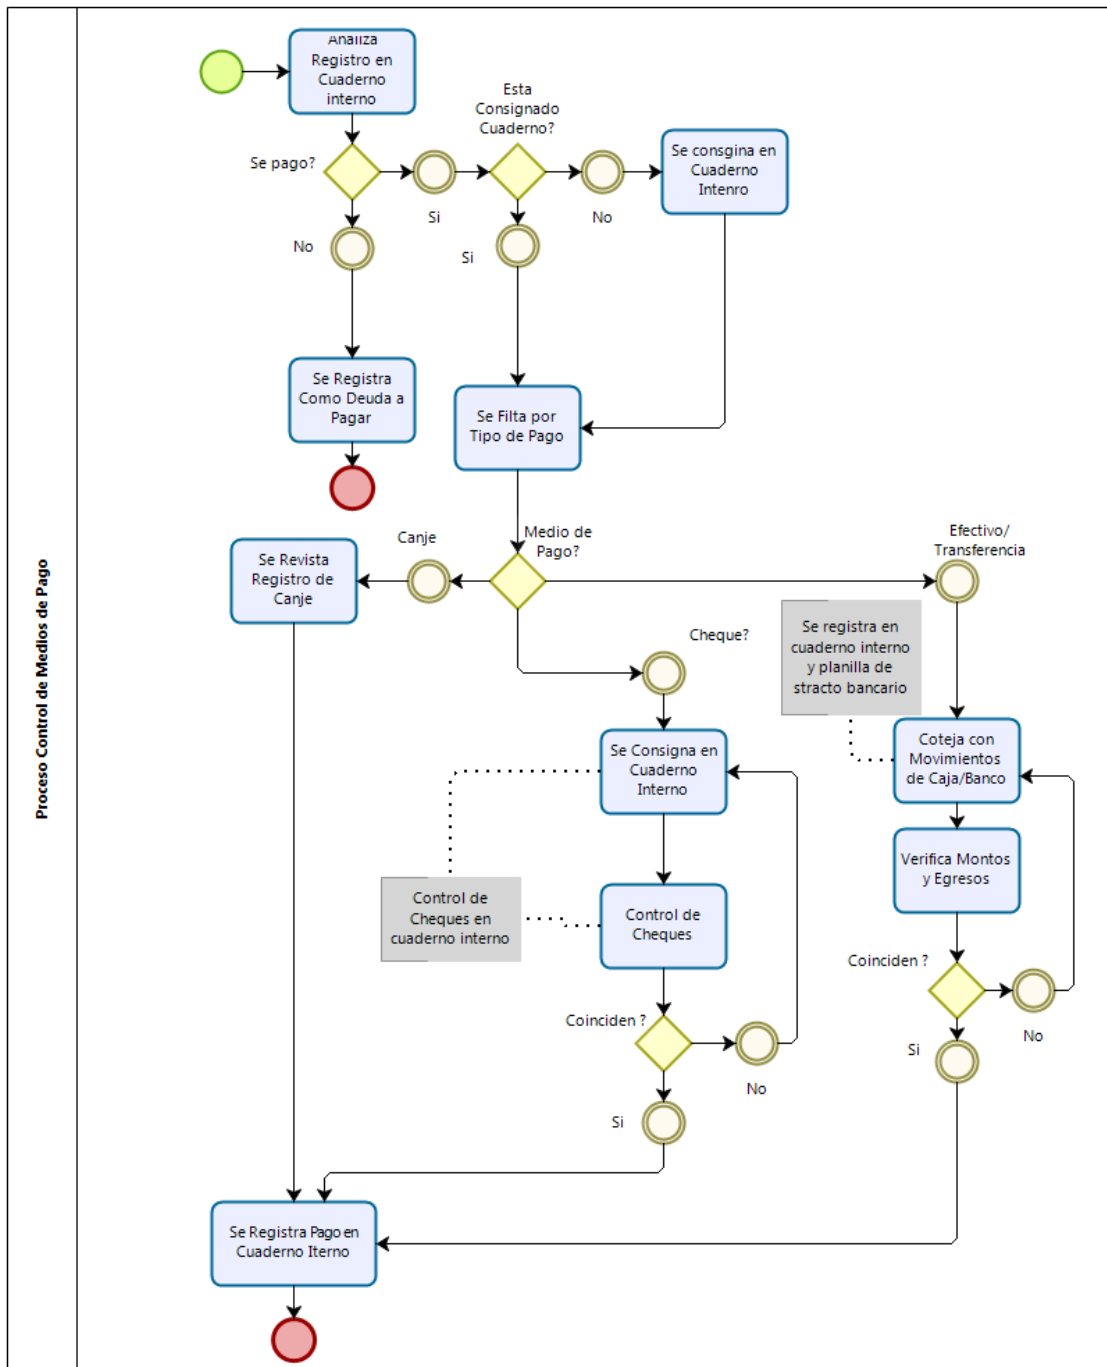 Proceso Control de Medios de Pago
Analiza
Registro en
Cuaderno
interno
Esta
Consignado
Cuaderno?
Se pago?
Si
No
Se consgina en
Cuaderno
Intenro
No
Si
Se Registra
Como Deuda a
Pagar
Se Filta por
Tipo de Pago
Medio de
Pago?
Canje
Efectivo/
Transferencia
Se Revista
Registro de
Canje
Cheque?
Se registra en
cuaderno interno
y planilla de
stracto bancario
Se Consigna en
Cuaderno
Interno
Coteja con
Movimientos
de Caja/Banco
Verifica Montos
y Egresos
Control de
Cheques en
cuaderno interno
Control de
Cheques
Coinciden ?
No
Si
Coinciden ?
No
Si
Se Registra Pago en
Cuaderno Iterno